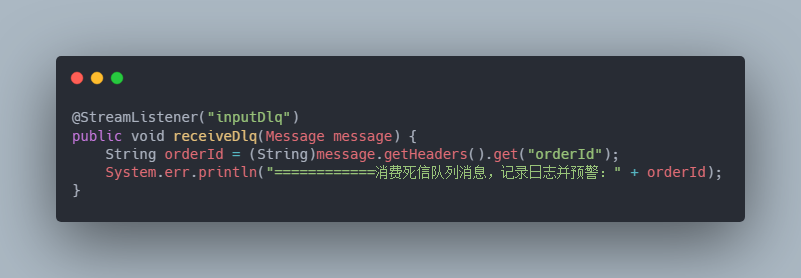 @StreamListener("inputDlq")
public void receiveDlq(Message message) {
    String orderId = (String)message.getHeaders().get("orderId");
    System.err.println("============消费死信队列消息，记录日志并预警：" + orderId);
}